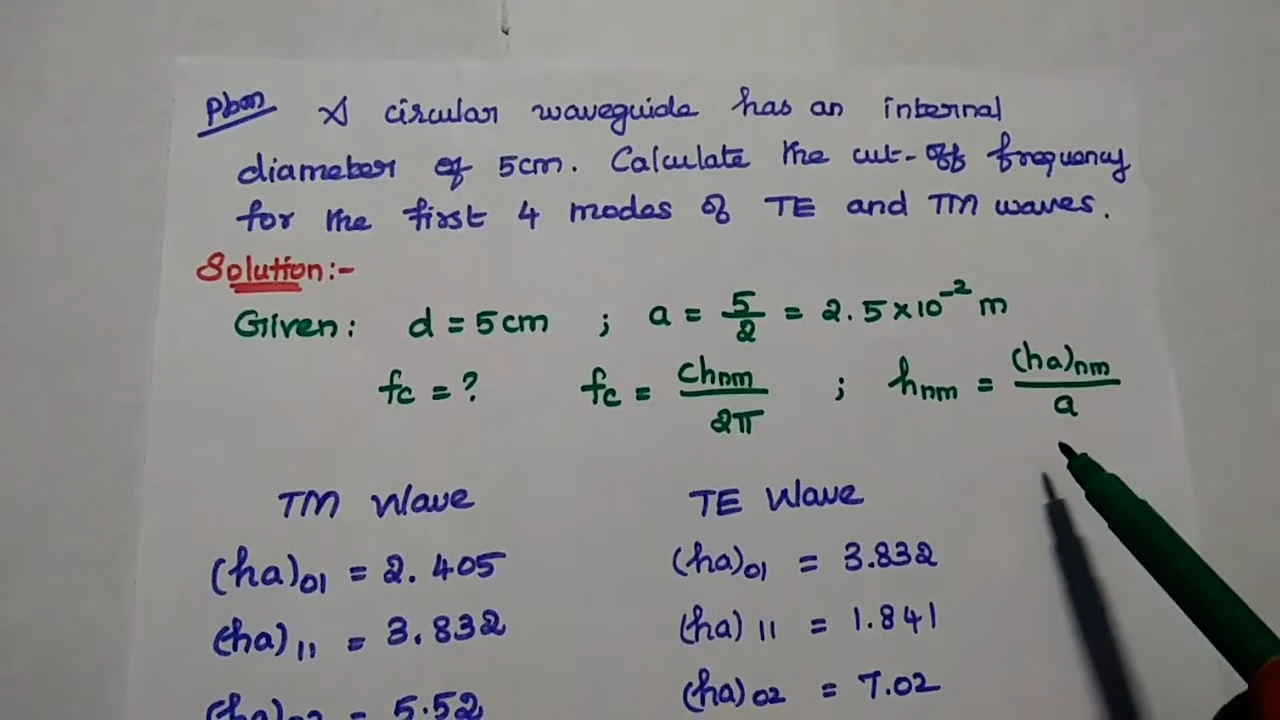 Pbm A circular waveguide has an internal
diameter of 5cm. Calculate the cut-off frequency
for the first 4 modes of TE and TM waves.
Solution:-
Given: d = 5cm ; a = 5/2 = 2.5×10⁻² m
fc = ? fc = Chnm/2π ; hnm = (ha)nm/a
TM Wave TE Wave
(ha)01 = 2.405 (ha)01 = 3.832
(ha)11 = 3.832 (ha)11 = 1.841
(ha)02 = 5.52 (ha)02 = 7.02